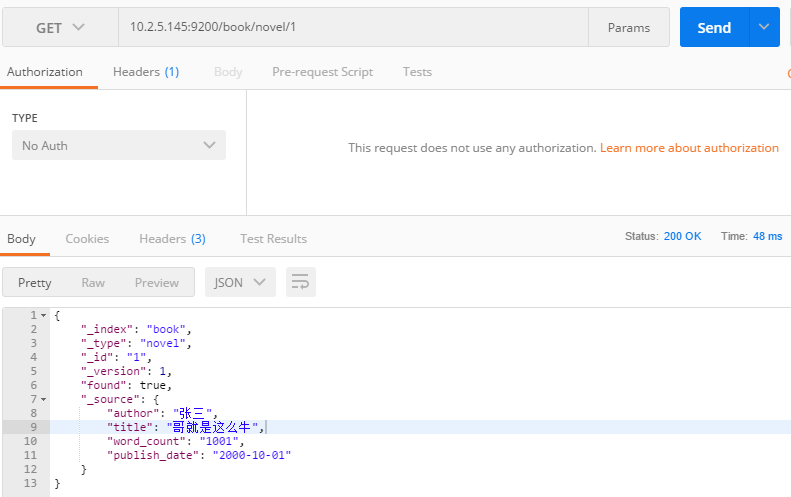 GET 10.2.5.145:9200/book/novel/1 Params Send
Authorization Headers (1) Body Pre-request Script Tests
TYPE
No Auth
This request does not use any authorization. Learn more about authorization
Body Cookies Headers (3) Test Results Status: 200 OK Time: 48 ms
Pretty Raw Preview JSON
1 {
2 "_index": "book",
3 "_type": "novel",
4 "_id": "1",
5 "_version": 1,
6 "found": true,
7 "_source": {
8 "author": "张三",
9 "title": "哥就是这么牛",
10 "word_count": "1001",
11 "publish_date": "2000-10-01"
12 }
13 }